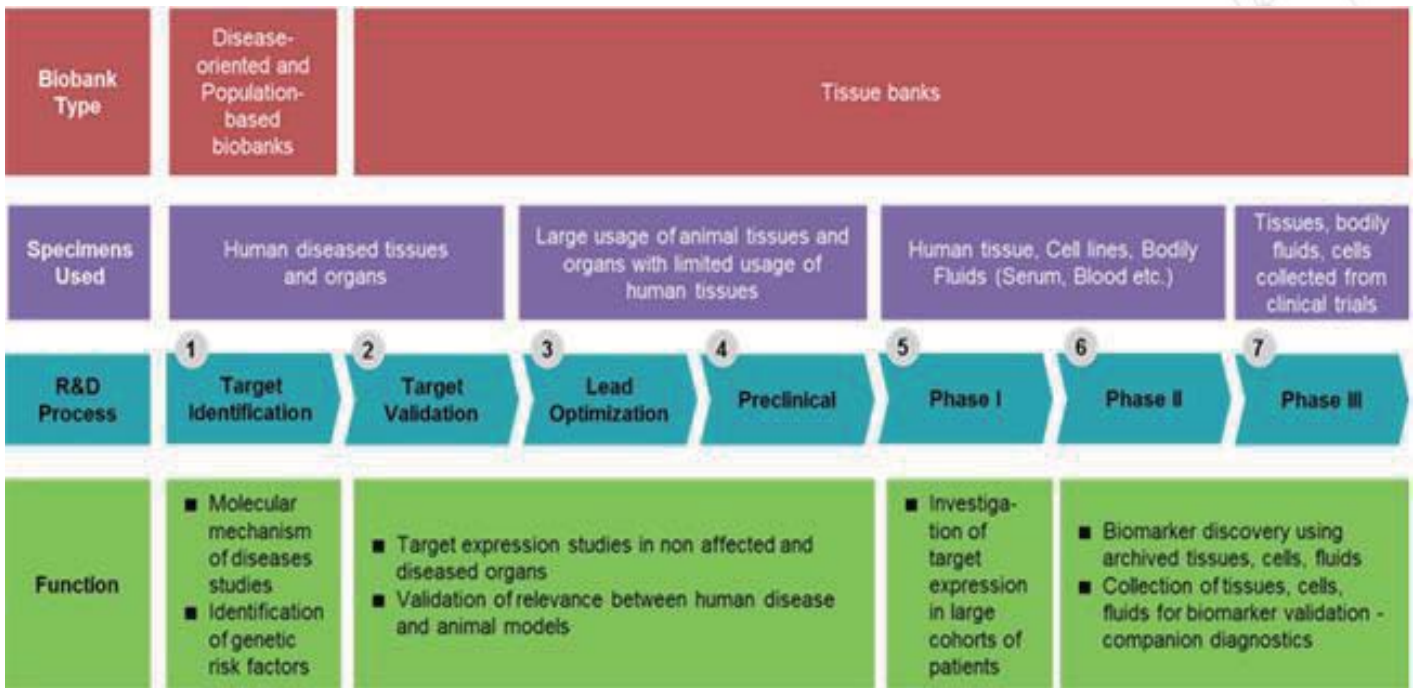 Biobank
Type
Disease-
oriented and
Population-
based
biobanks
Tissue banks
Specimens
Used
Human diseased tissues
and organs
Large usage of animal tissues and
organs with limited usage of
human tissues
Human tissue, Cell lines, Bodily
Fluids (Serum, Blood etc.)
Tissues, bodily
fluids, cells
collected from
clinical trials
R&D
Process
1
Target
Identification
2
Target
Validation
3
Lead
Optimization
4
Preclinical
5
Phase I
6
Phase II
7
Phase III
Function
■ Molecular
mechanism
of diseases
studies
■ Identification
of genetic
risk factors
■ Target expression studies in non affected and
diseased organs
■ Validation of relevance between human disease
and animal models
■ Investiga-
tion of
target
expression
in large
cohorts of
patients
■ Biomarker discovery using
archived tissues, cells, fluids
■ Collection of tissues, cells,
fluids for biomarker validation -
companion diagnostics